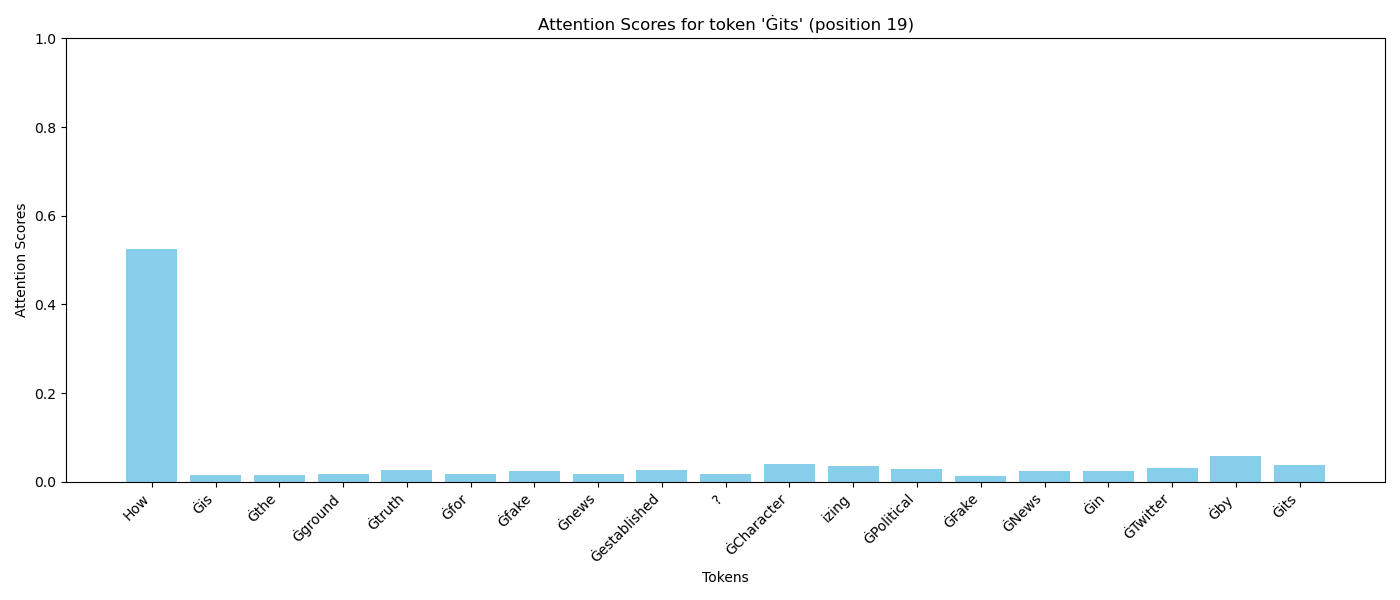 Attention Scores for token 'Ġits' (position 19)
1.0
0.8
0.6
0.4
0.2
0.0
Attention Scores
How
Ġis
Ġthe
Ġground
Ġtruth
Ġfor
Ġfake
Ġnews
Ġestablished
?
ĠCharacter
izing
ĠPolitical
ĠFake
ĠNews
Ġin
ĠTwitter
Ġby
Ġits
Tokens